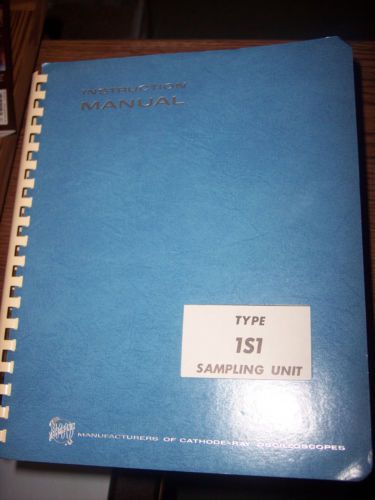 INSTRUCTION
MANUAL
TYPE
1S1
SAMPLING UNIT
MANUFACTURERS OF CATHODE-RAY OSCILLOSCOPES